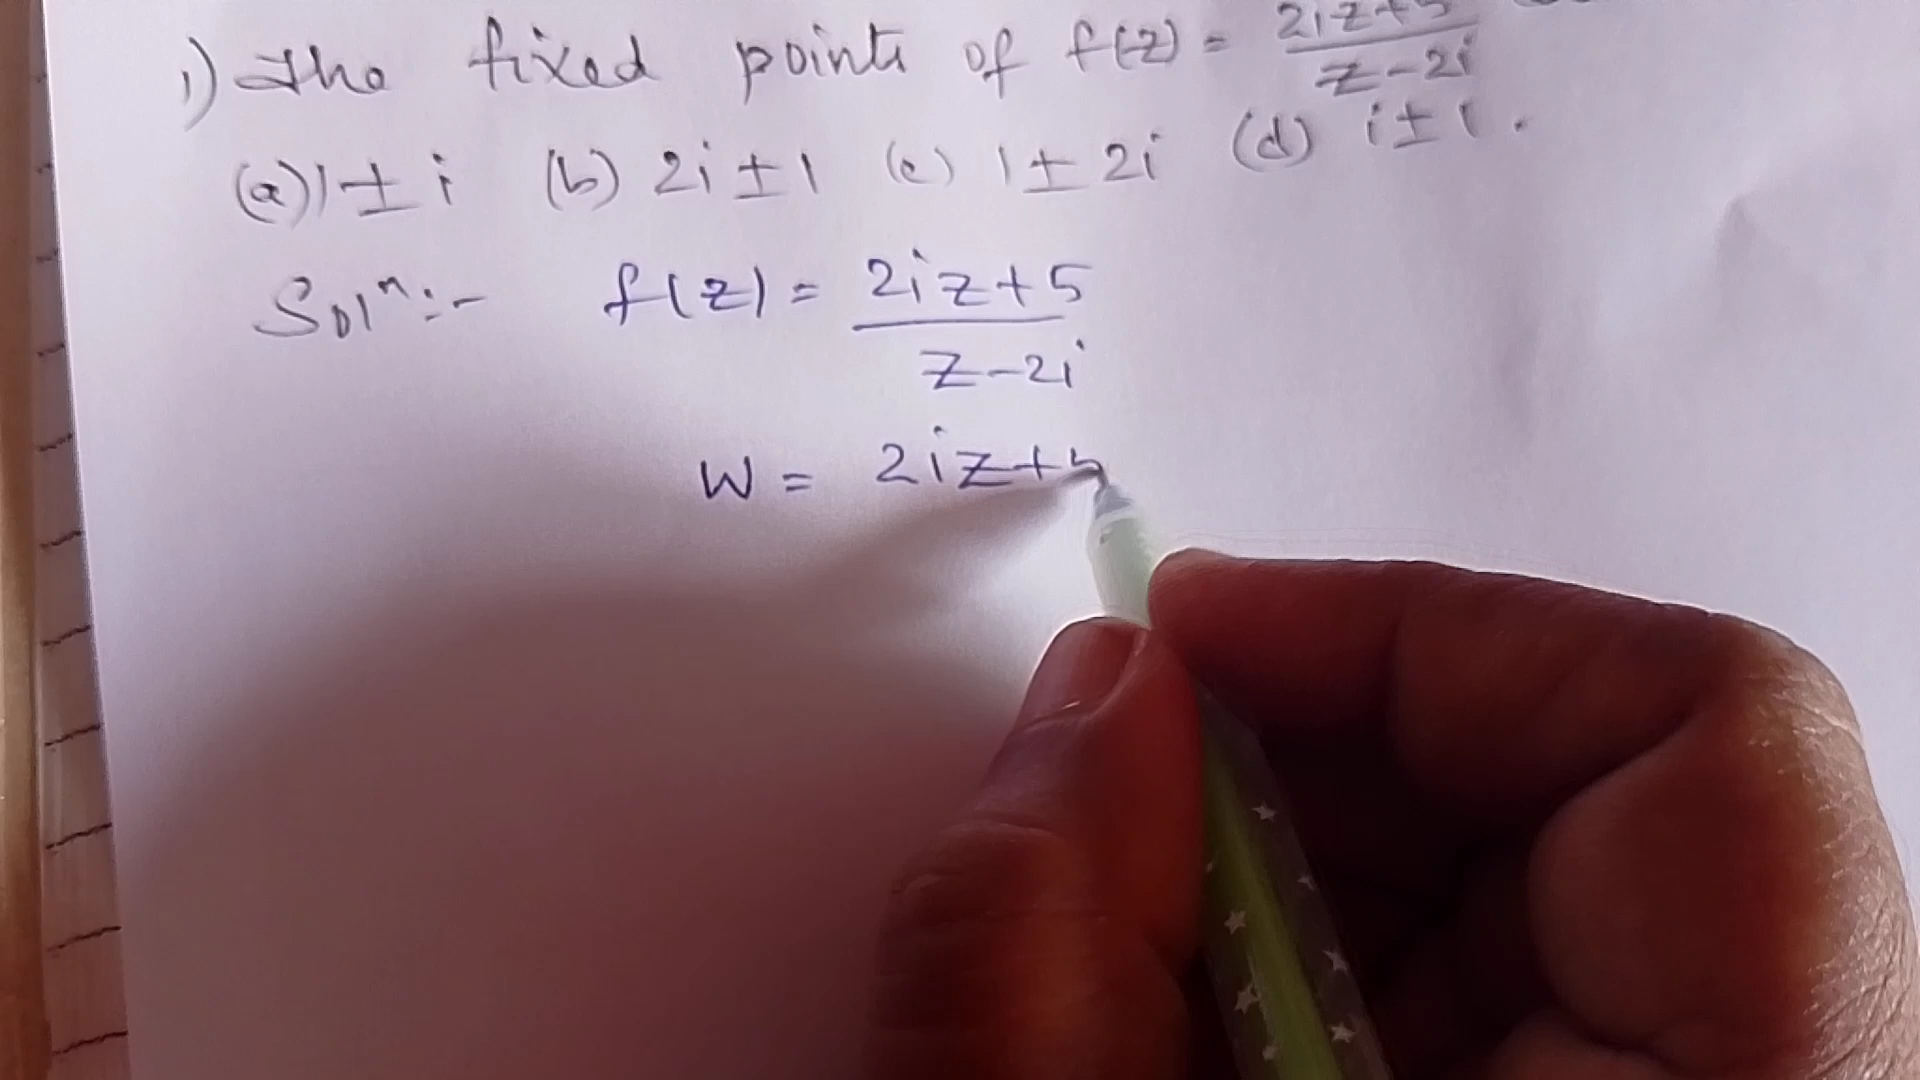 1) The fixed points of f(z) = 2iz+5 / z-2i
(a) 1 ± i (b) 2i ± 1 (c) 1 ± 2i (d) i ± 1.
Solⁿ:- f(z) = 2iz+5 / z-2i
W = 2iz+5